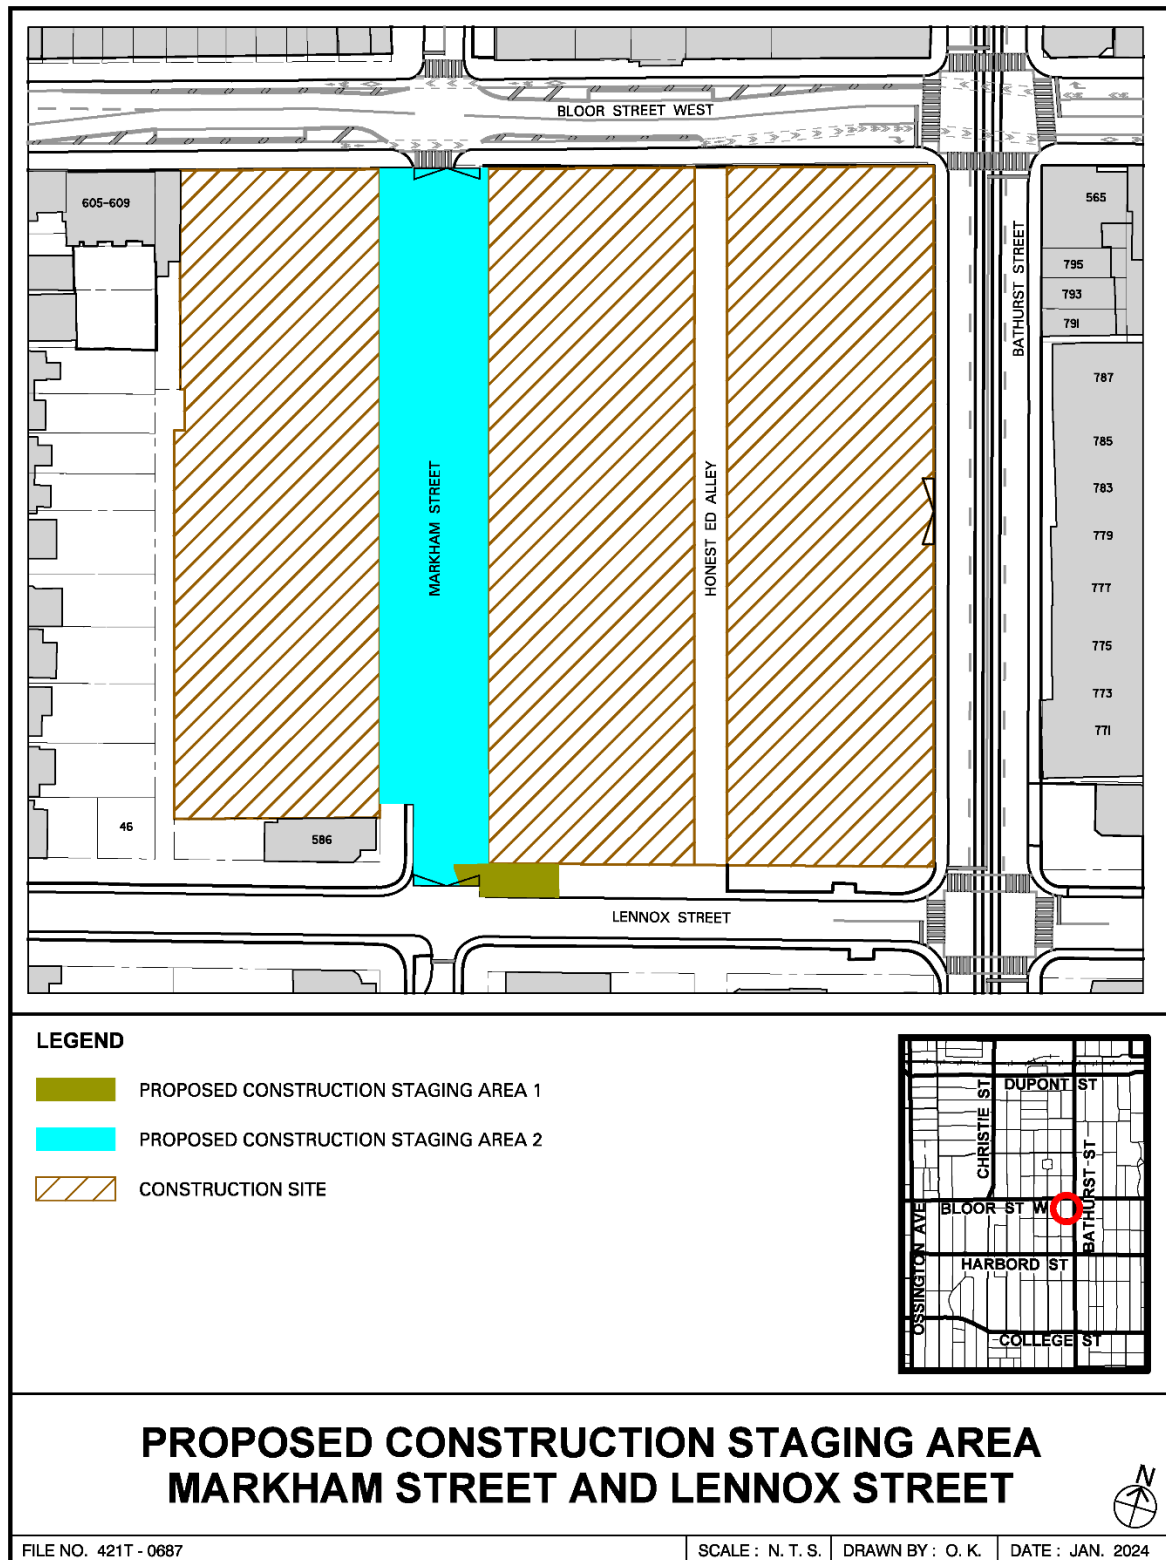 BLOOR STREET WEST
605-609
565
BATHURST STREET
795
793
791
787
785
MARKHAM STREET
HONEST ED ALLEY
783
779
777
775
773
771
46
586
LENNOX STREET
LEGEND
PROPOSED CONSTRUCTION STAGING AREA 1
PROPOSED CONSTRUCTION STAGING AREA 2
CONSTRUCTION SITE
DUPONT ST
CHRISTIE ST
BATHURST ST
BLOOR ST W
OSSINGTON AVE
HARBORD ST
COLLEGE ST
PROPOSED CONSTRUCTION STAGING AREA
MARKHAM STREET AND LENNOX STREET
N
FILE NO. 421T - 0687
SCALE : N. T. S.
DRAWN BY : O. K.
DATE : JAN. 2024